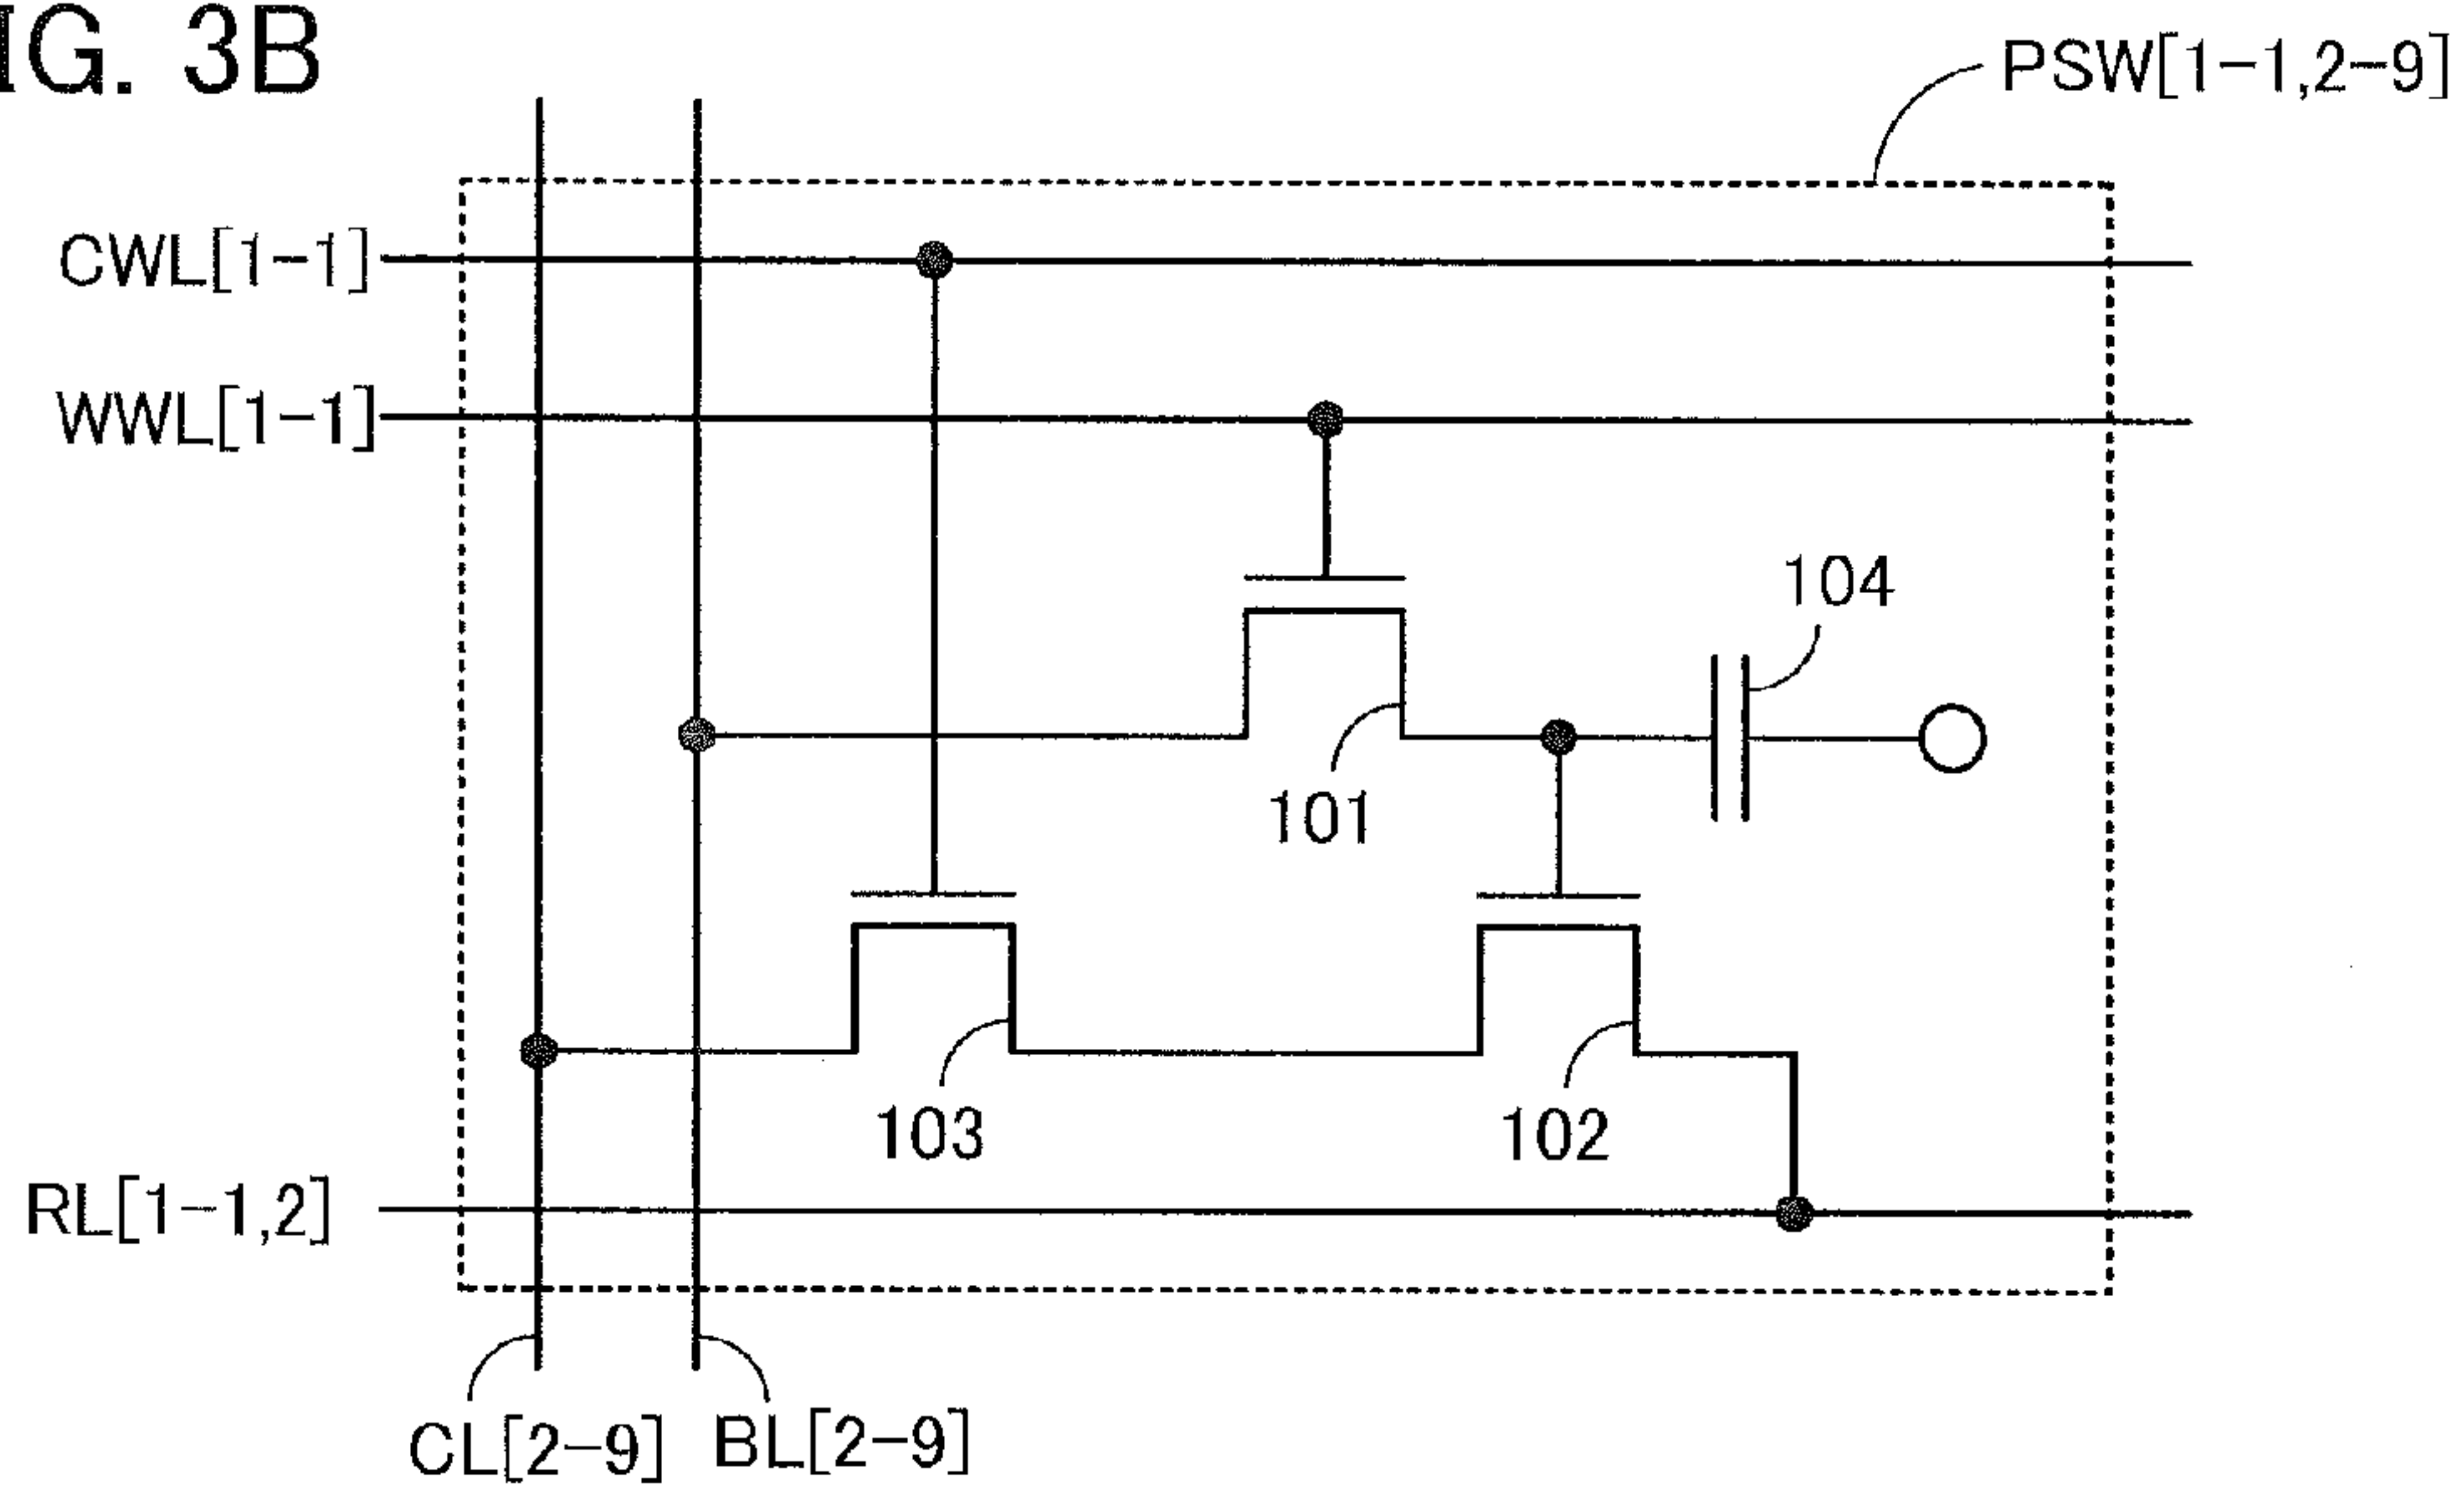 IG. 3B
PSW[1-1,2-9]
CWL[1-1]
WWL[1-1]
104
101
103
102
RL[1-1,2]
CL[2-9]
BL[2-9]